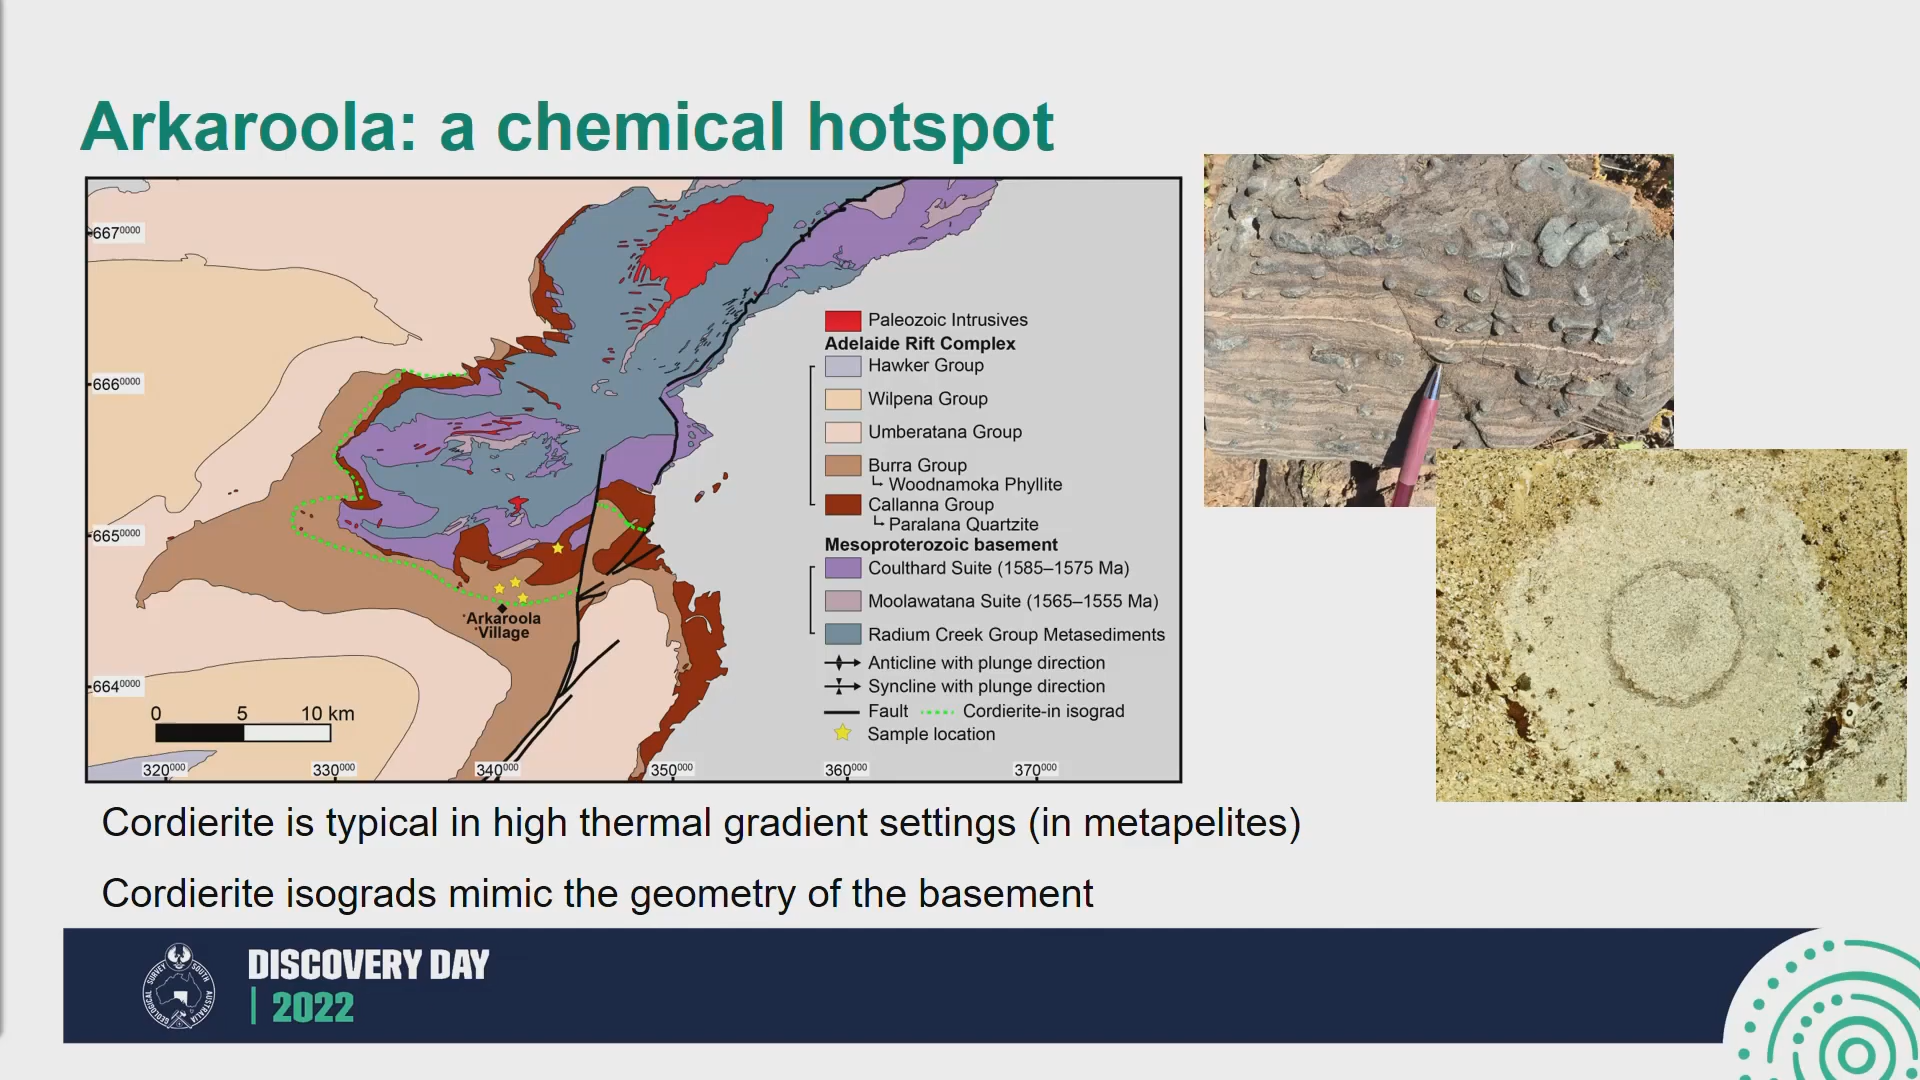 Arkaroola: a chemical hotspot
667⁰⁰⁰⁰
666⁰⁰⁰⁰
665⁰⁰⁰⁰
664⁰⁰⁰⁰
Arkaroola
Village
0 5 10 km
320⁰⁰⁰ 330⁰⁰⁰ 340⁰⁰⁰ 350⁰⁰⁰ 360⁰⁰⁰ 370⁰⁰⁰
Paleozoic Intrusives
Adelaide Rift Complex
Hawker Group
Wilpena Group
Umberatana Group
Burra Group
Woodnamoka Phyllite
Callanna Group
Paralana Quartzite
Mesoproterozoic basement
Coulthard Suite (1585–1575 Ma)
Moolawatana Suite (1565–1555 Ma)
Radium Creek Group Metasediments
Anticline with plunge direction
Syncline with plunge direction
Fault Cordierite-in isograd
Sample location
Cordierite is typical in high thermal gradient settings (in metapelites)
Cordierite isograds mimic the geometry of the basement
GEOLOGICAL SURVEY SOUTH AUSTRALIA
DISCOVERY DAY
2022